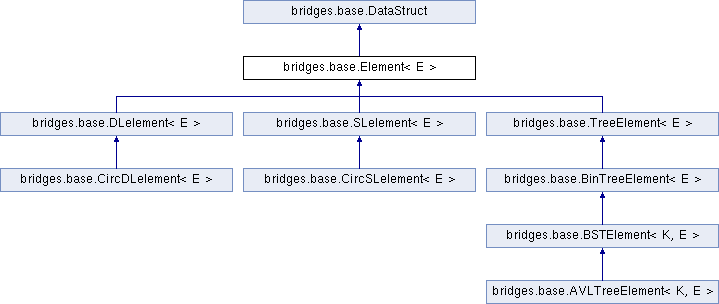 bridges.base.DataStruct
bridges.base.Element< E >
bridges.base.DLelement< E >
bridges.base.SLelement< E >
bridges.base.TreeElement< E >
bridges.base.CircDLelement< E >
bridges.base.CircSLelement< E >
bridges.base.BinTreeElement< E >
bridges.base.BSTElement< K, E >
bridges.base.AVLTreeElement< K, E >